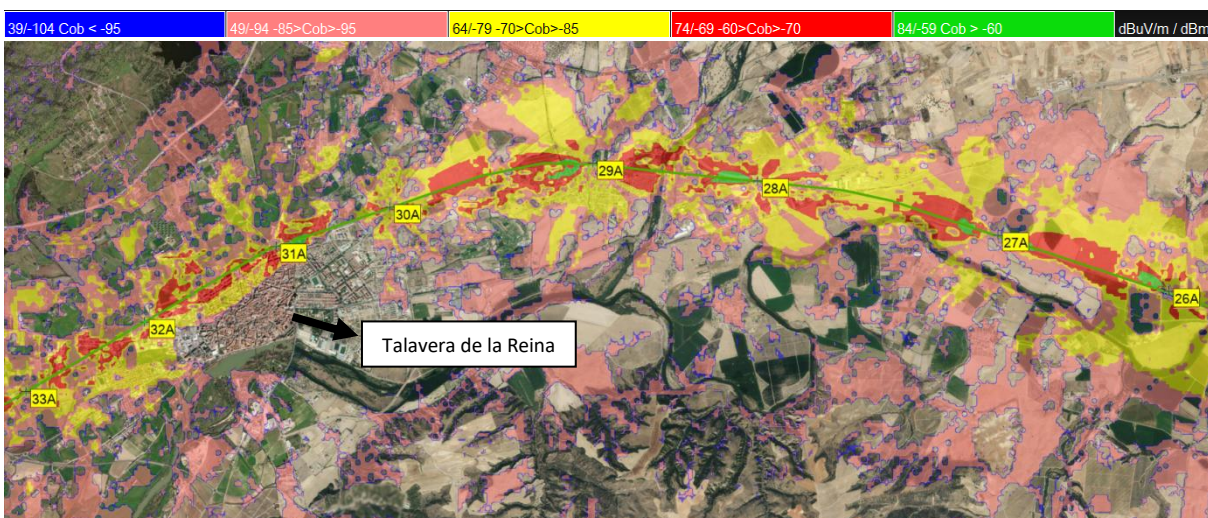 39/-104 Cob < -95
49/-94 -85>Cob>-95
64/-79 -70>Cob>-85
74/-69 -60>Cob>-70
84/-59 Cob > -60
dBuV/m / dBm
29A
28A
30A
27A
31A
26A
32A
Talavera de la Reina
33A